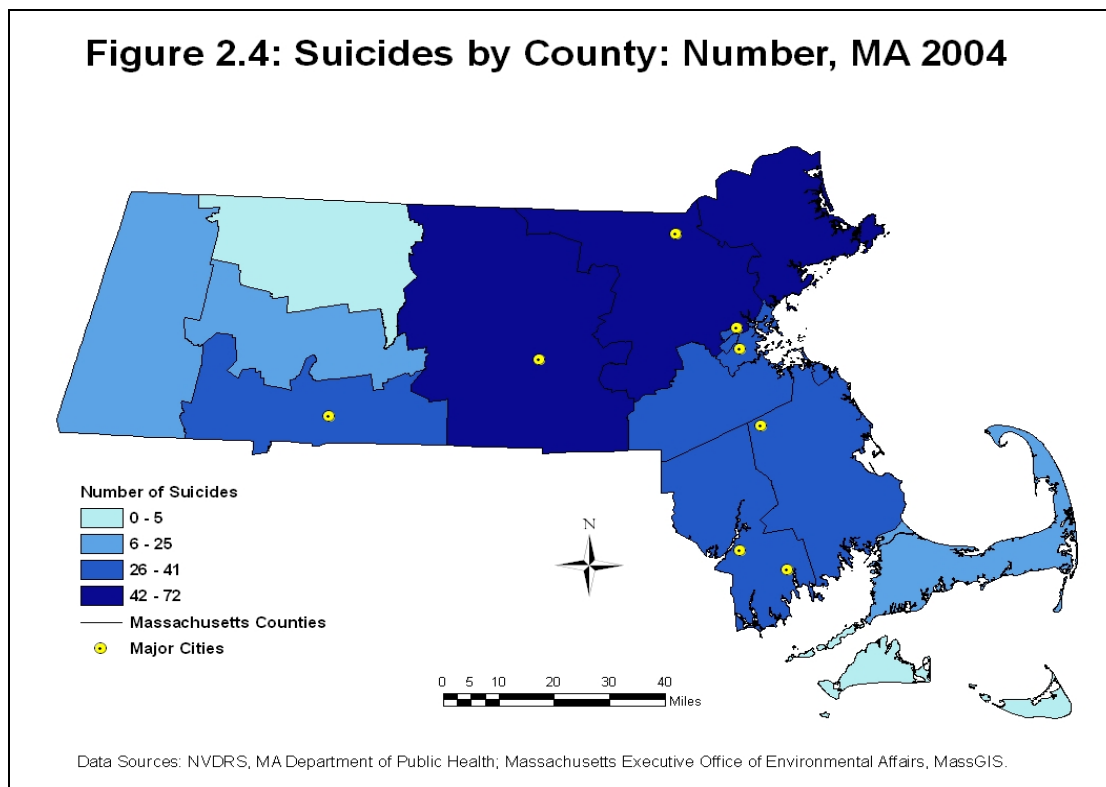 Figure 2.4: Suicides by County: Number, MA 2004
Number of Suicides
0 - 5
6 - 25
26 - 41
42 - 72
Massachusetts Counties
Major Cities
N
0 5 10 20 30 40
Miles
Data Sources: NVDRS, MA Department of Public Health; Massachusetts Executive Office of Environmental Affairs, MassGIS.